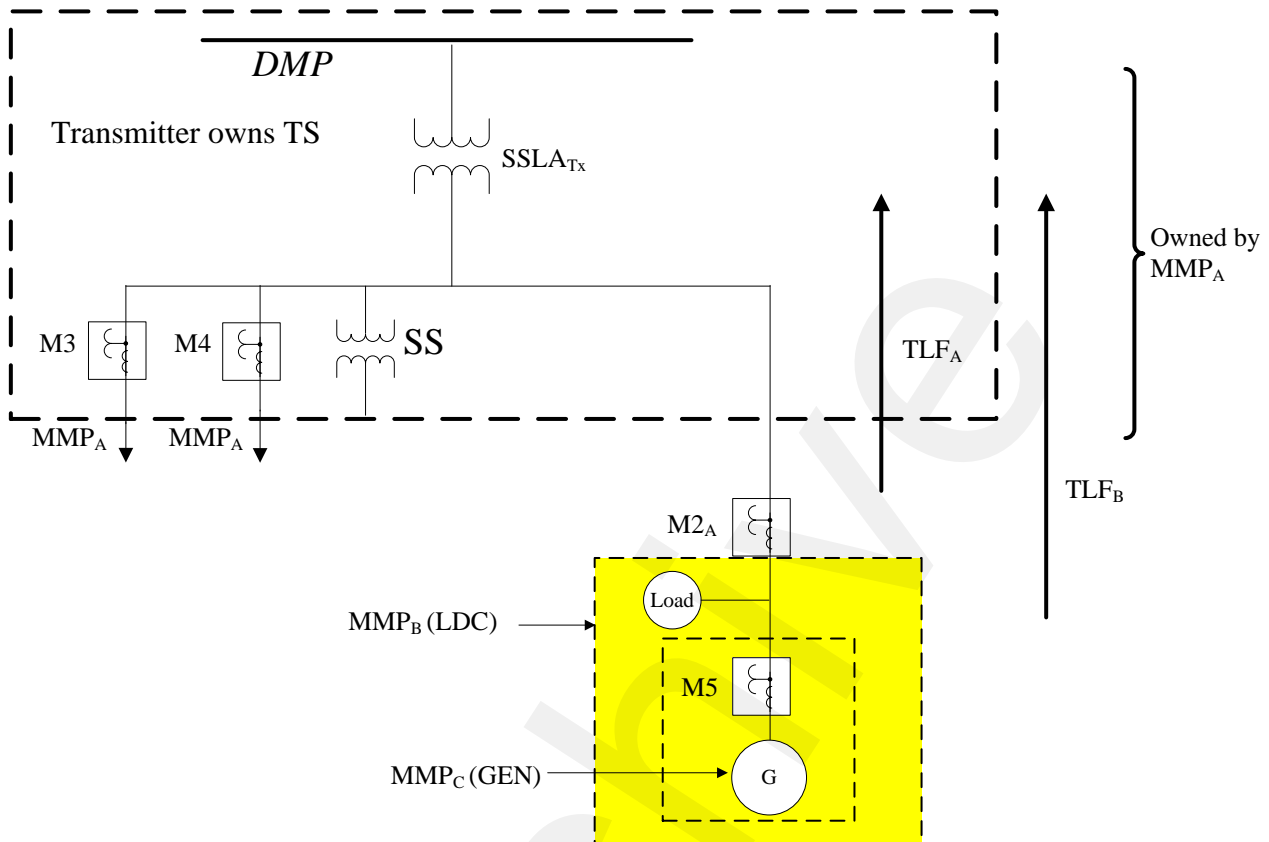 DMP
Transmitter owns TS
SSLATx
Owned by
MMPA
M3
M4
SS
TLFA
MMPA
MMPA
TLFB
M2A
Load
MMPB (LDC)
M5
MMPC (GEN)
G